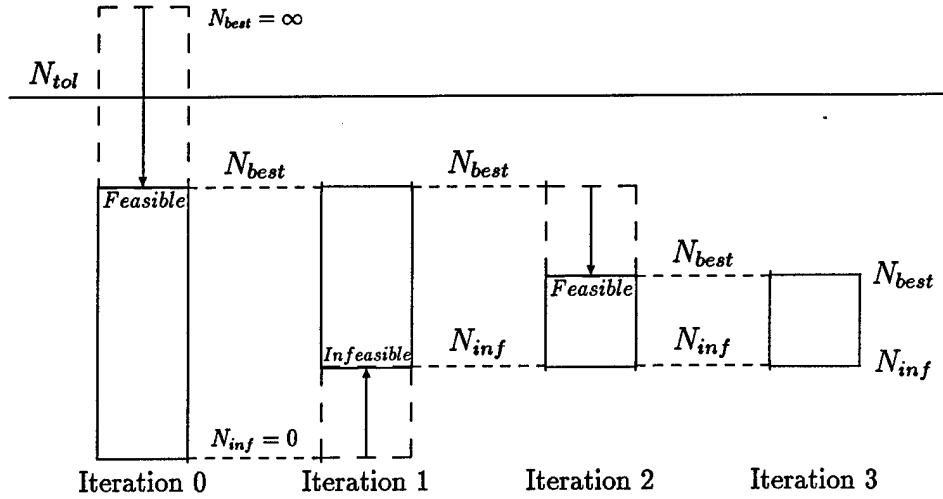 N_best = ∞
N_tol
N_best
N_best
Feasible
N_best
N_best
Feasible
N_inf
N_inf
Infeasible
N_inf
N_inf = 0
Iteration 0
Iteration 1
Iteration 2
Iteration 3